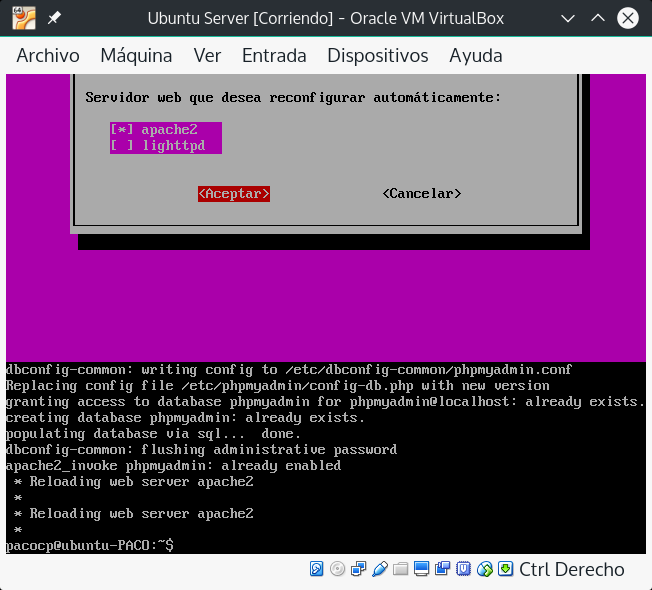 Ubuntu Server [Corriendo] - Oracle VM VirtualBox
Archivo Máquina Ver Entrada Dispositivos Ayuda
Servidor web que desea reconfigurar automáticamente:
[*] apache2
[ ] lighttpd
<Aceptar> <Cancelar>
dbconfig-common: writing config to /etc/dbconfig-common/phpmyadmin.conf
Replacing config file /etc/phpmyadmin/config-db.php with new version
granting access to database phpmyadmin for phpmyadmin@localhost: already exists.
creating database phpmyadmin: already exists.
populating database via sql...  done.
dbconfig-common: flushing administrative password
apache2_invoke phpmyadmin: already enabled
 * Reloading web server apache2
 *
 * Reloading web server apache2
 *
pacocp@ubuntu-PACO:~$
Ctrl Derecho